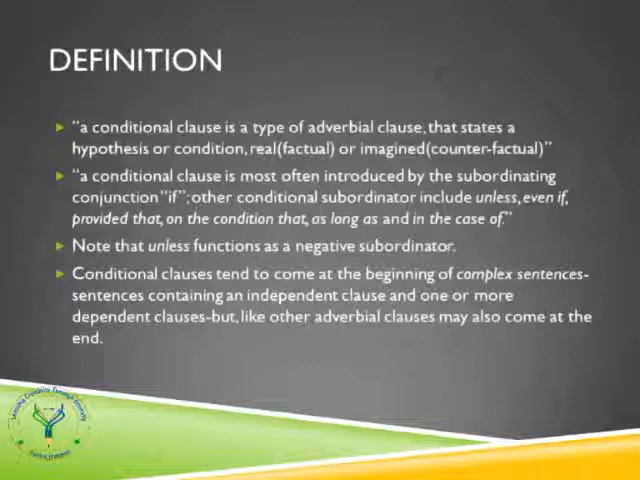 DEFINITION
"a conditional clause is a type of adverbial clause, that states a
hypothesis or condition, real(factual) or imagined(counter-factual)"
"a conditional clause is most often introduced by the subordinating
conjunction "if"; other conditional subordinator include unless, even if,
provided that, on the condition that, as long as and in the case of."
Note that unless functions as a negative subordinator.
Conditional clauses tend to come at the beginning of complex sentences-
sentences containing an independent clause and one or more
dependent clauses-but, like other adverbial clauses may also come at the
end.